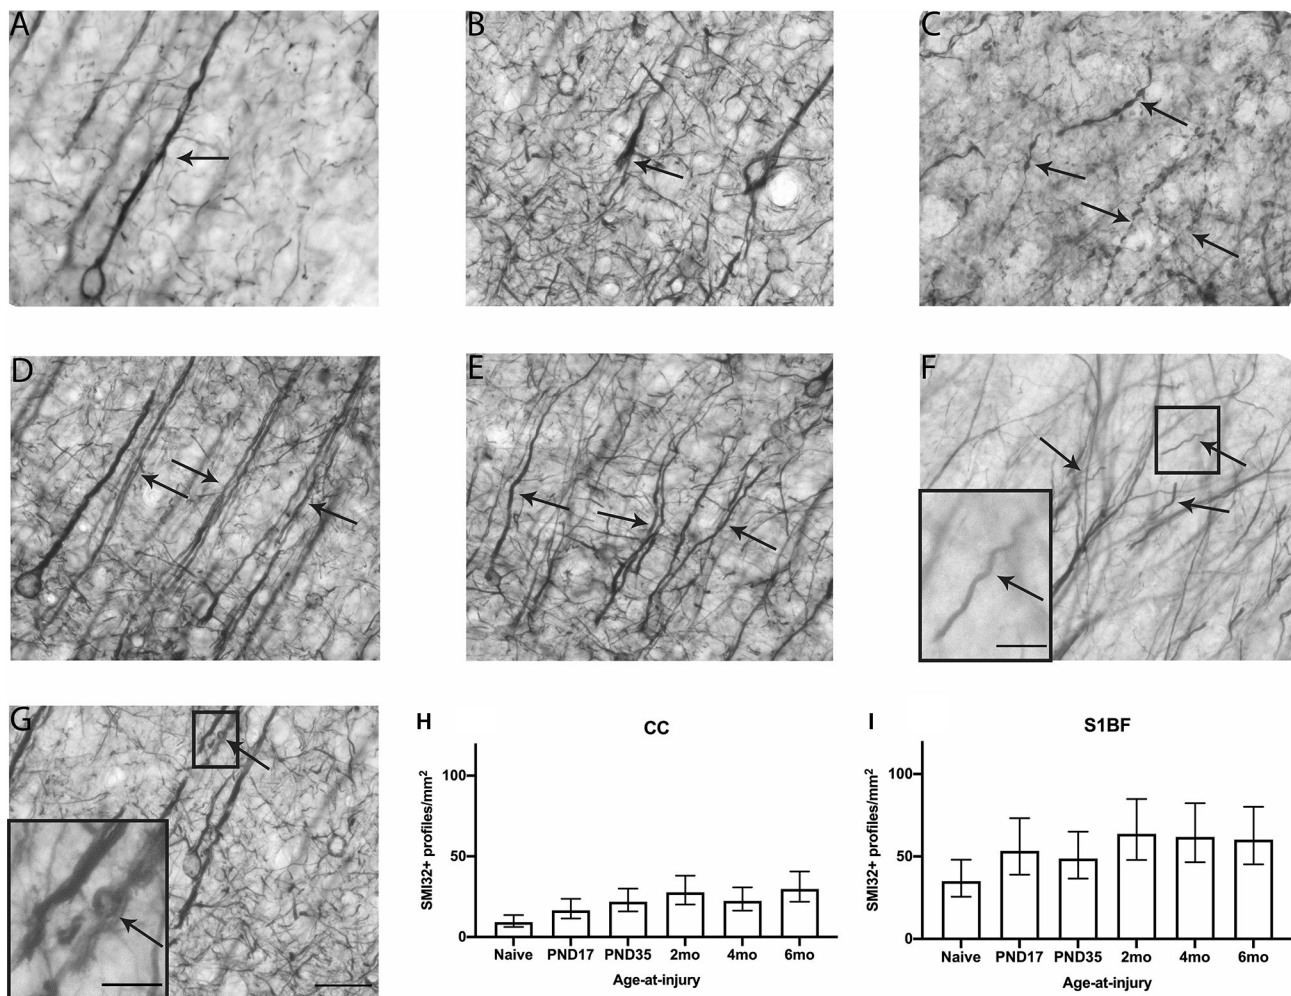 A
B
C
D
E
F
G
H
CC
SMI32+ profiles/mm²
100
50
0
Naive PND17 PND35 2mo 4mo 6mo
Age-at-injury
I
S1BF
SMI32+ profiles/mm²
100
50
0
Naive PND17 PND35 2mo 4mo 6mo
Age-at-injury